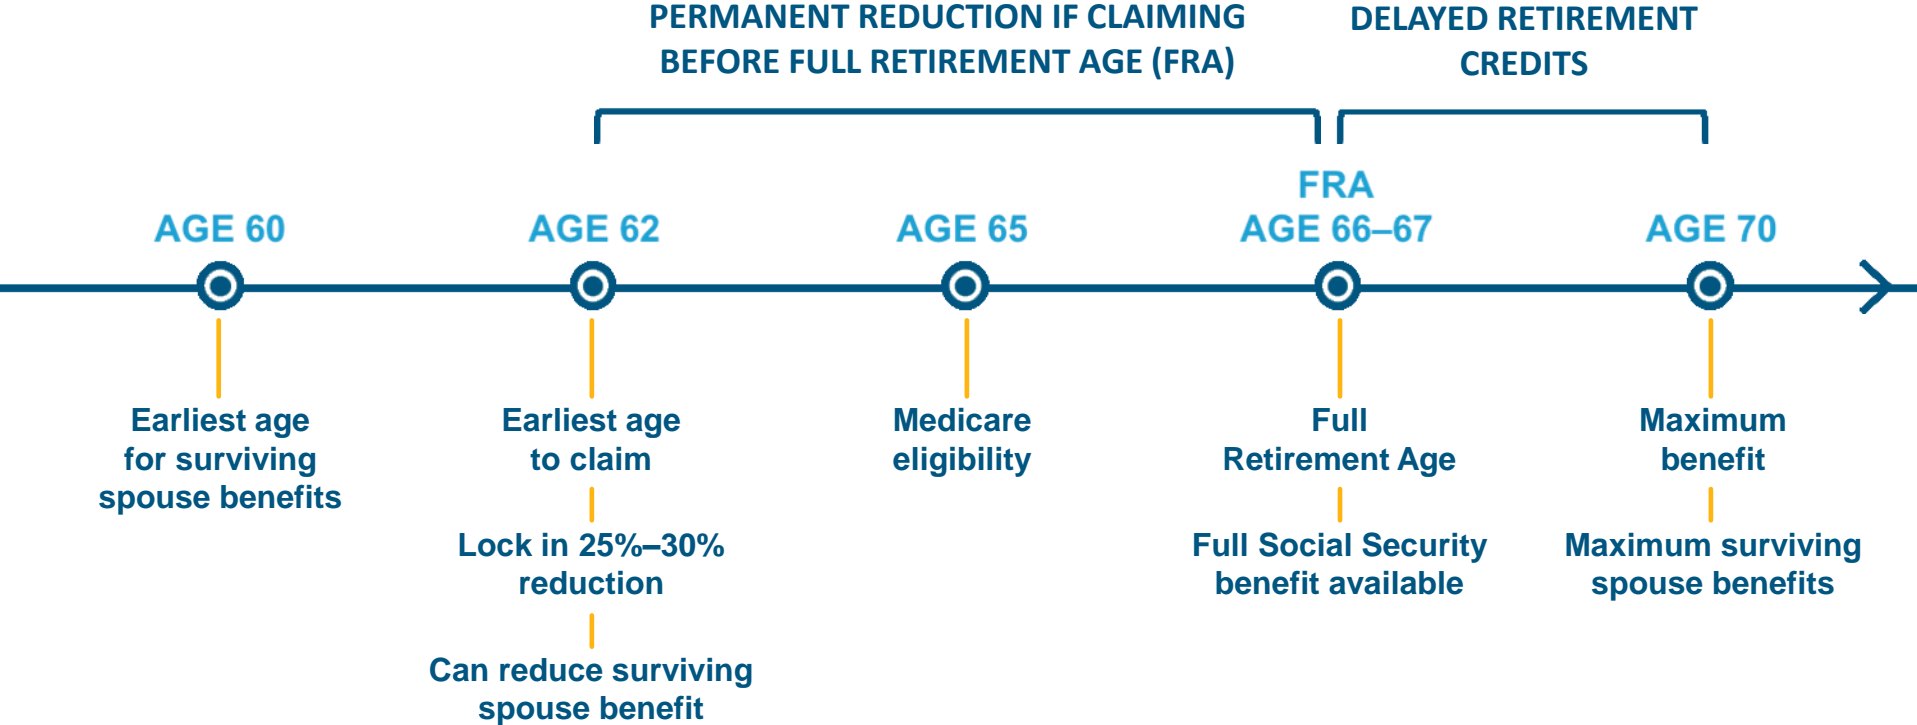 PERMANENT REDUCTION IF CLAIMING
BEFORE FULL RETIREMENT AGE (FRA)
DELAYED RETIREMENT
CREDITS
AGE 60
AGE 62
AGE 65
FRA
AGE 66–67
AGE 70
Earliest age
for surviving
spouse benefits
Earliest age
to claim
Lock in 25%–30%
reduction
Can reduce surviving
spouse benefit
Medicare
eligibility
Full
Retirement Age
Full Social Security
benefit available
Maximum
benefit
Maximum surviving
spouse benefits